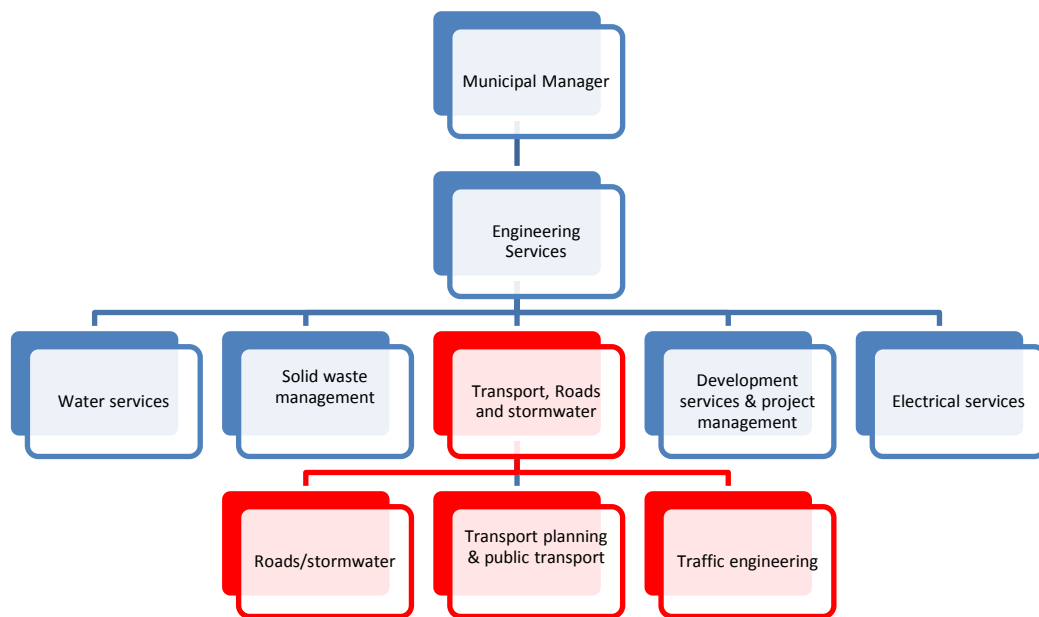 Municipal Manager
Engineering
Services
Water services
Solid waste
management
Transport, Roads
and stormwater
Development
services & project
management
Electrical services
Roads/stormwater
Transport planning
& public transport
Traffic engineering